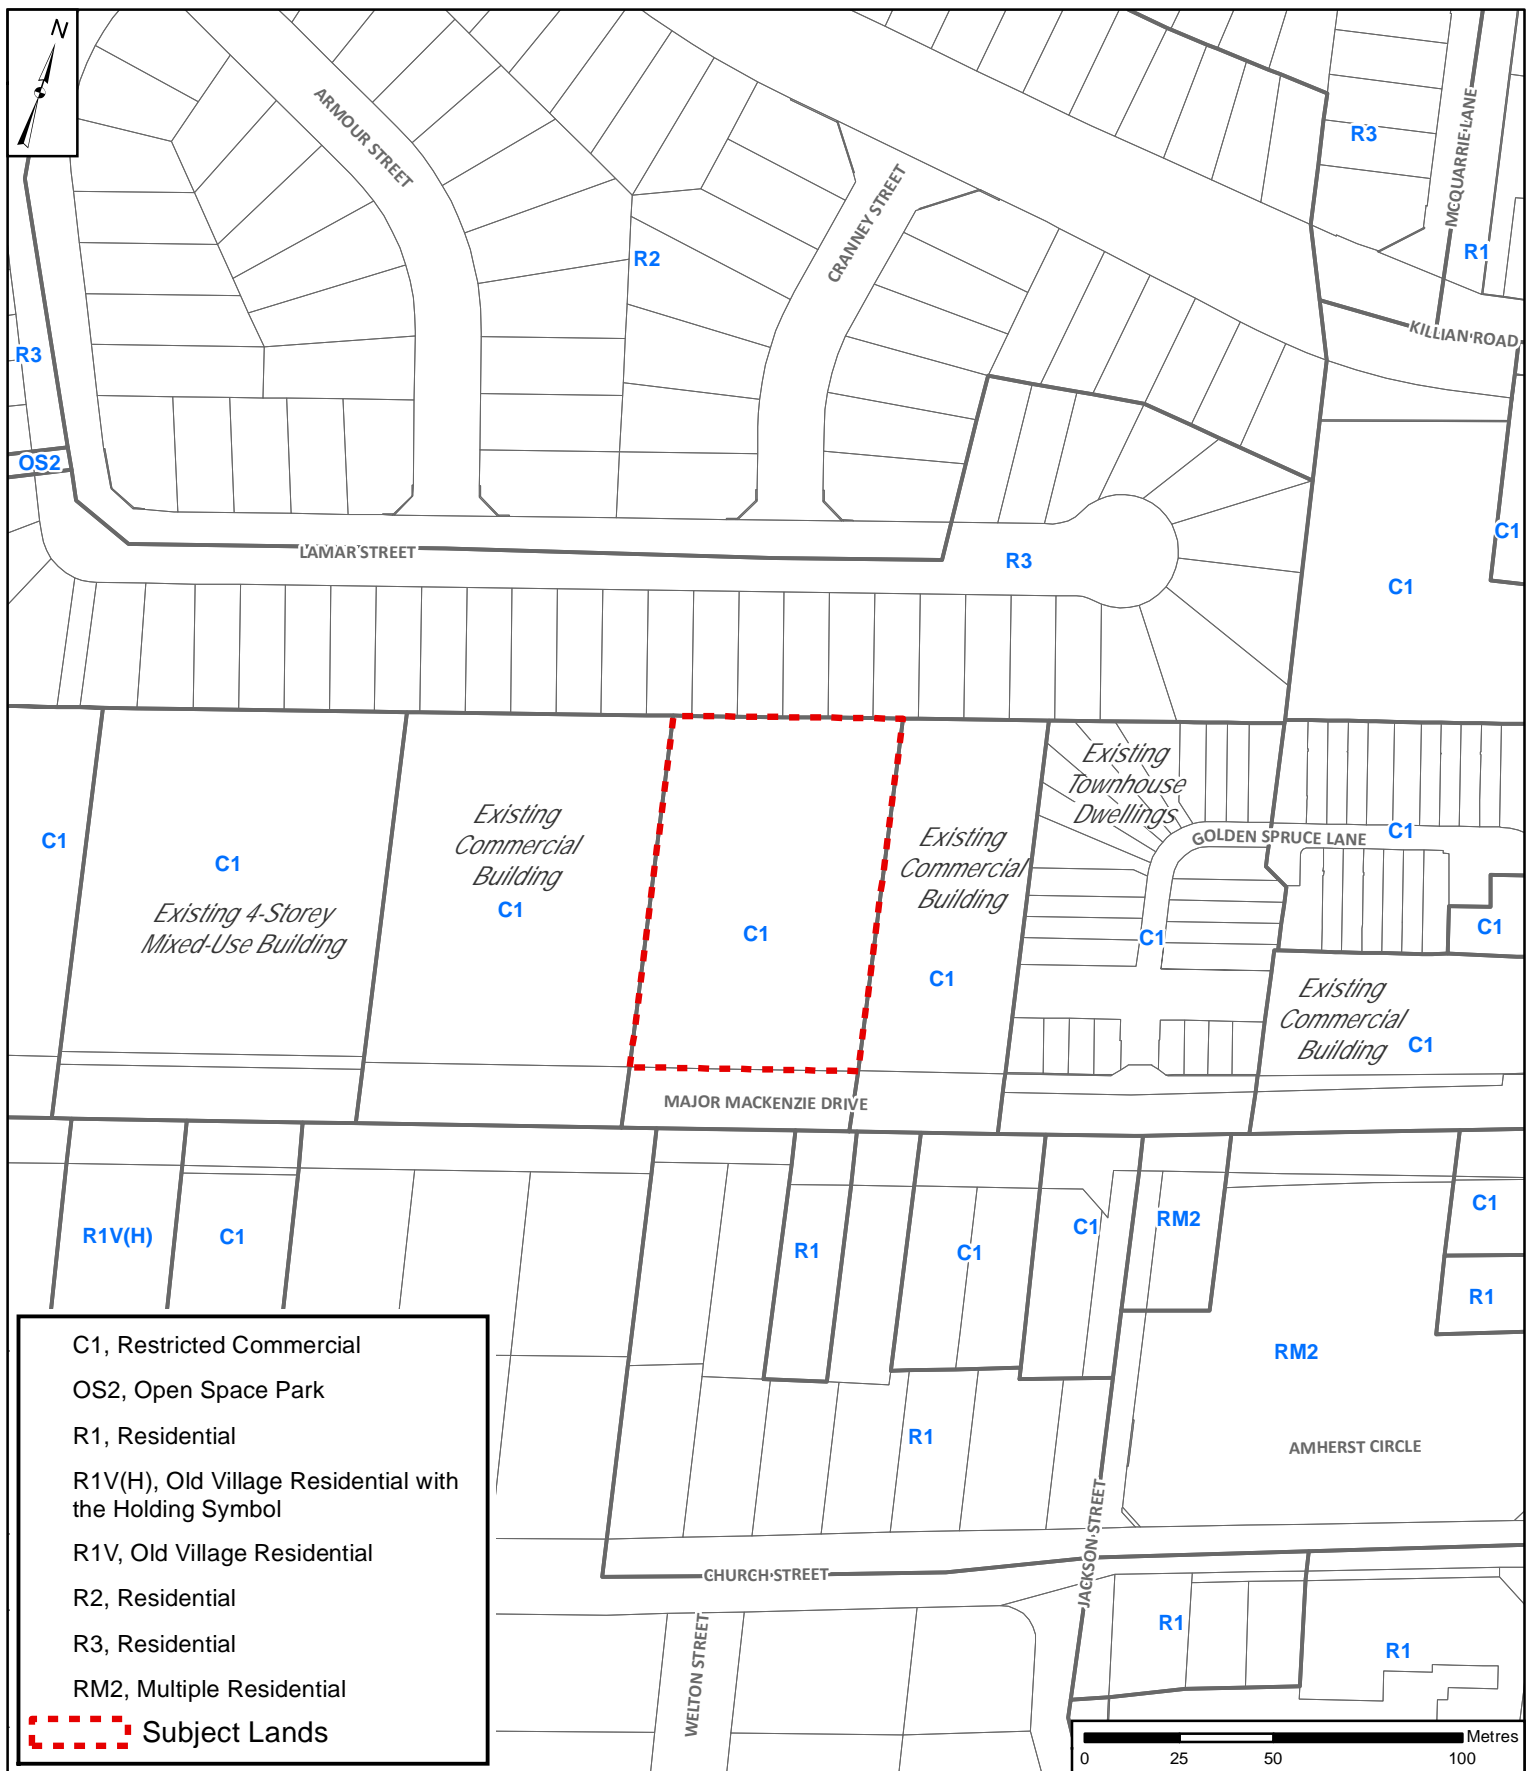 N
ARMOUR STREET
CRANNEY STREET
MCQUARRIE LANE
R3
R1
R2
KILLIAN ROAD
R3
OS2
C1
LAMAR STREET
R3
C1
Existing
Townhouse
Dwellings
GOLDEN SPRUCE LANE
C1
C1
C1
Existing 4-Storey
Mixed-Use Building
Existing
Commercial
Building
C1
C1
Existing
Commercial
Building
C1
C1
C1
Existing
Commercial
Building
C1
MAJOR MACKENZIE DRIVE
R1V(H)
C1
R1
C1
C1
RM2
C1
R1
RM2
R1
AMHERST CIRCLE
JACKSON STREET
CHURCH STREET
WELTON STREET
R1
R1
C1, Restricted Commercial
OS2, Open Space Park
R1, Residential
R1V(H), Old Village Residential with
the Holding Symbol
R1V, Old Village Residential
R2, Residential
R3, Residential
RM2, Multiple Residential
Subject Lands
Metres
0 25 50 100